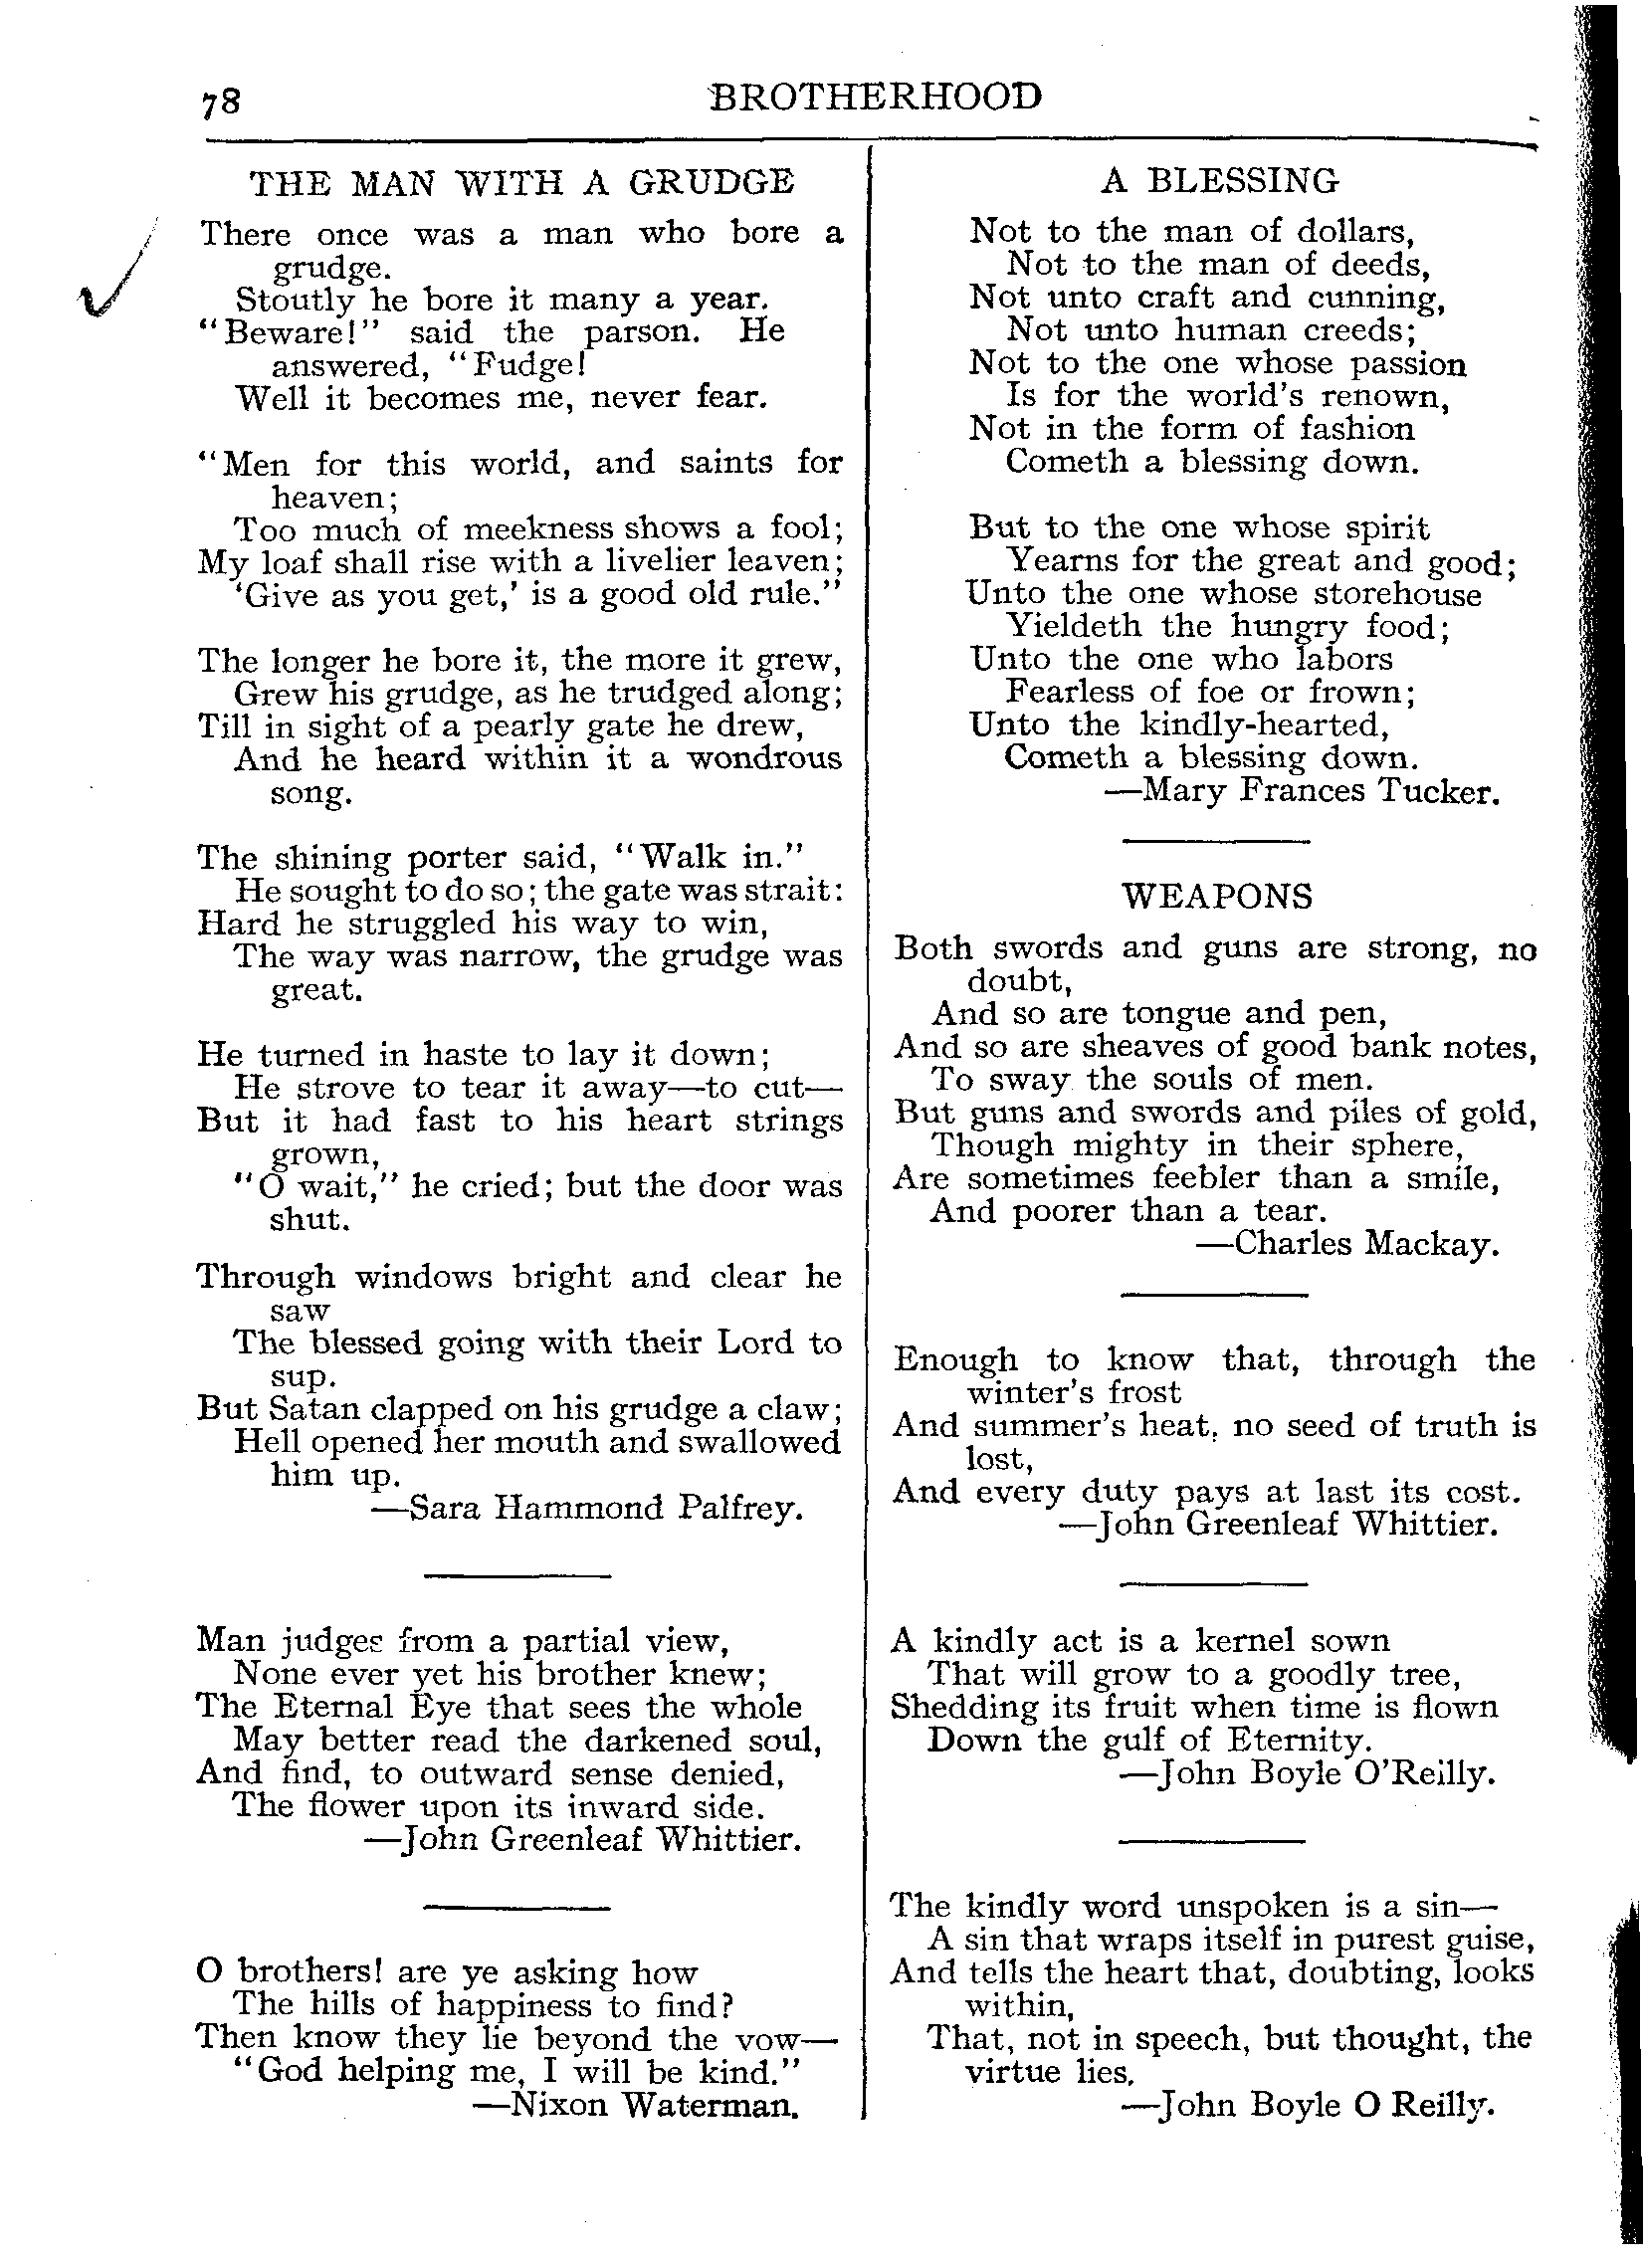 78
BROTHERHOOD
THE MAN WITH A GRUDGE
There once was a man who bore a
grudge.
Stoutly he bore it many a year.
"Beware!" said the parson. He
answered, "Fudge!
Well it becomes me, never fear.
"Men for this world, and saints for
heaven;
Too much of meekness shows a fool;
My loaf shall rise with a livelier leaven;
'Give as you get,' is a good old rule."
The longer he bore it, the more it grew,
Grew his grudge, as he trudged along;
Till in sight of a pearly gate he drew,
And he heard within it a wondrous
song.
The shining porter said, "Walk in."
He sought to do so; the gate was strait:
Hard he struggled his way to win,
The way was narrow, the grudge was
great.
He turned in haste to lay it down;
He strove to tear it away—to cut—
But it had fast to his heart strings
grown,
"O wait," he cried; but the door was
shut.
Through windows bright and clear he
saw
The blessed going with their Lord to
sup.
But Satan clapped on his grudge a claw;
Hell opened her mouth and swallowed
him up.
—Sara Hammond Palfrey.
Man judges from a partial view,
None ever yet his brother knew;
The Eternal Eye that sees the whole
May better read the darkened soul,
And find, to outward sense denied,
The flower upon its inward side.
—John Greenleaf Whittier.
O brothers! are ye asking how
The hills of happiness to find?
Then know they lie beyond the vow—
"God helping me, I will be kind."
—Nixon Waterman.
A BLESSING
Not to the man of dollars,
Not to the man of deeds,
Not unto craft and cunning,
Not unto human creeds;
Not to the one whose passion
Is for the world's renown,
Not in the form of fashion
Cometh a blessing down.
But to the one whose spirit
Yearns for the great and good;
Unto the one whose storehouse
Yieldeth the hungry food;
Unto the one who labors
Fearless of foe or frown;
Unto the kindly-hearted,
Cometh a blessing down.
—Mary Frances Tucker.
WEAPONS
Both swords and guns are strong, no
doubt,
And so are tongue and pen,
And so are sheaves of good bank notes,
To sway the souls of men.
But guns and swords and piles of gold,
Though mighty in their sphere,
Are sometimes feebler than a smile,
And poorer than a tear.
—Charles Mackay.
Enough to know that, through the
winter's frost
And summer's heat, no seed of truth is
lost,
And every duty pays at last its cost.
—John Greenleaf Whittier.
A kindly act is a kernel sown
That will grow to a goodly tree,
Shedding its fruit when time is flown
Down the gulf of Eternity.
—John Boyle O'Reilly.
The kindly word unspoken is a sin—
A sin that wraps itself in purest guise,
And tells the heart that, doubting, looks
within,
That, not in speech, but thought, the
virtue lies.
—John Boyle O Reilly.